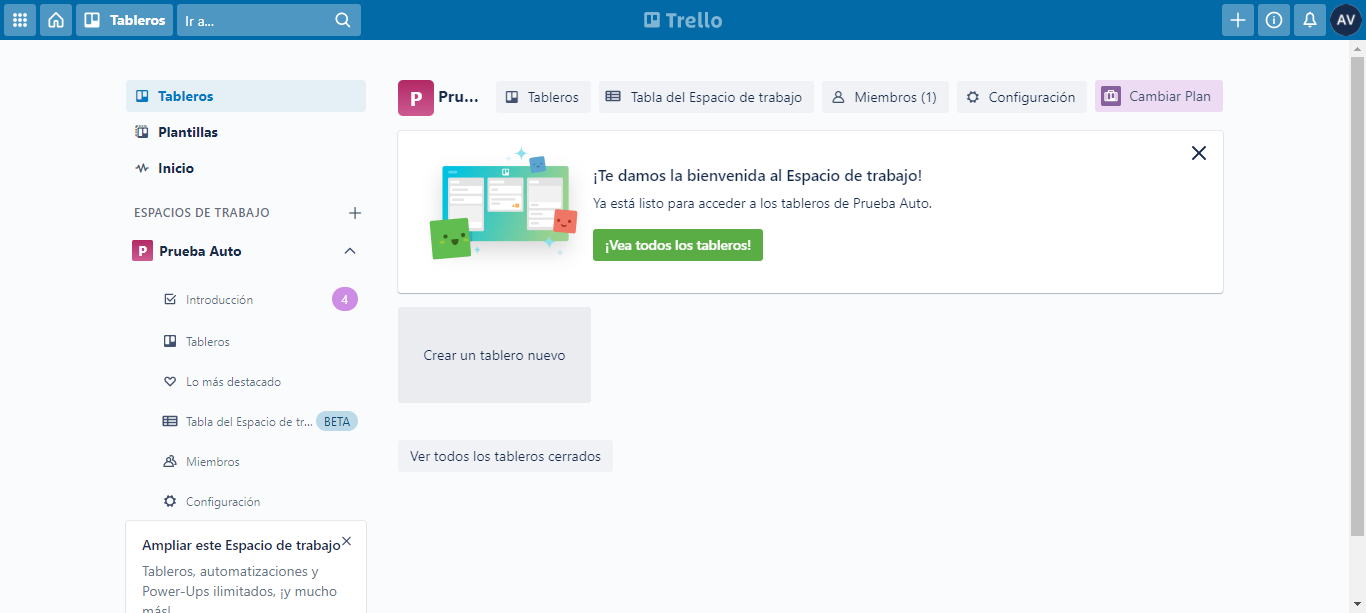 Tableros
Ir a...
Trello
AV
Tableros
Plantillas
Inicio
ESPACIOS DE TRABAJO
P Prueba Auto
Introducción 4
Tableros
Lo más destacado
Tabla del Espacio de tr... BETA
Miembros
Configuración
Ampliar este Espacio de trabajo
Tableros, automatizaciones y
Power-Ups ilimitados, ¡y mucho
más!
P Pru...
Tableros
Tabla del Espacio de trabajo
Miembros (1)
Configuración
Cambiar Plan
¡Te damos la bienvenida al Espacio de trabajo!
Ya está listo para acceder a los tableros de Prueba Auto.
¡Vea todos los tableros!
Crear un tablero nuevo
Ver todos los tableros cerrados